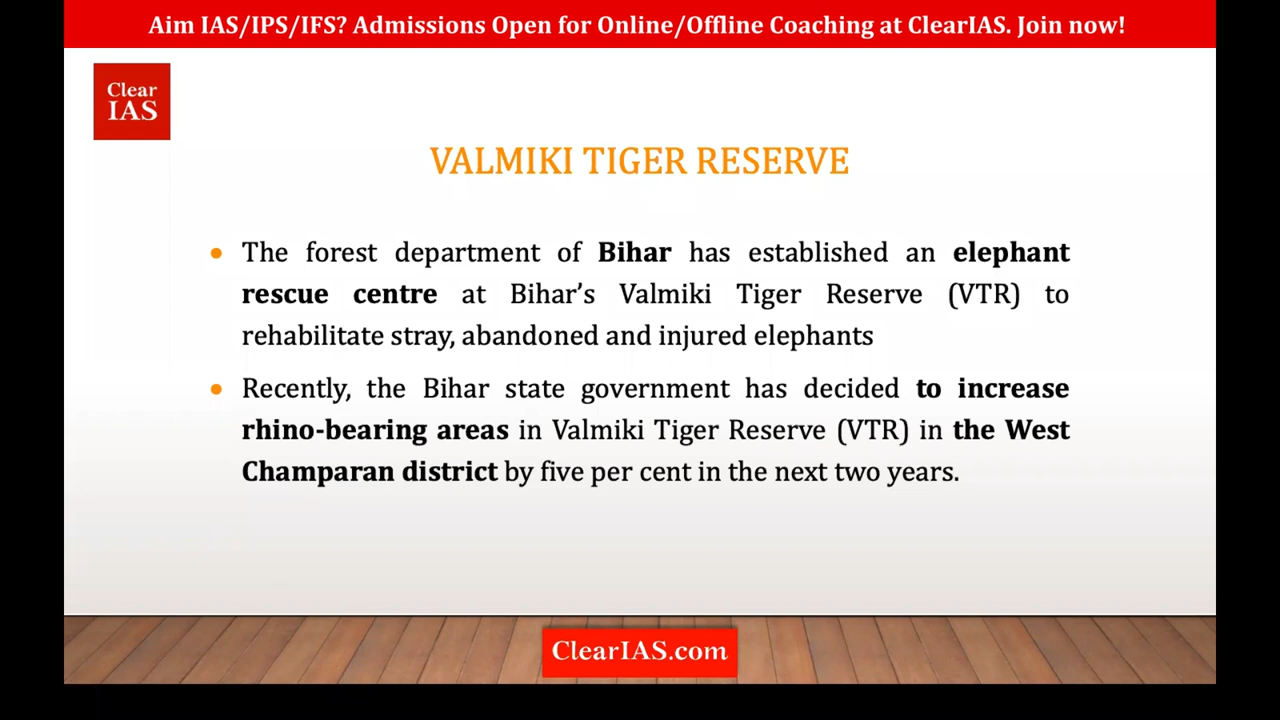 Aim IAS/IPS/IFS? Admissions Open for Online/Offline Coaching at ClearIAS. Join now!
Clear
IAS
VALMIKI TIGER RESERVE
• The forest department of Bihar has established an elephant
rescue centre at Bihar’s Valmiki Tiger Reserve (VTR) to
rehabilitate stray, abandoned and injured elephants
• Recently, the Bihar state government has decided to increase
rhino-bearing areas in Valmiki Tiger Reserve (VTR) in the West
Champaran district by five per cent in the next two years.
ClearIAS.com